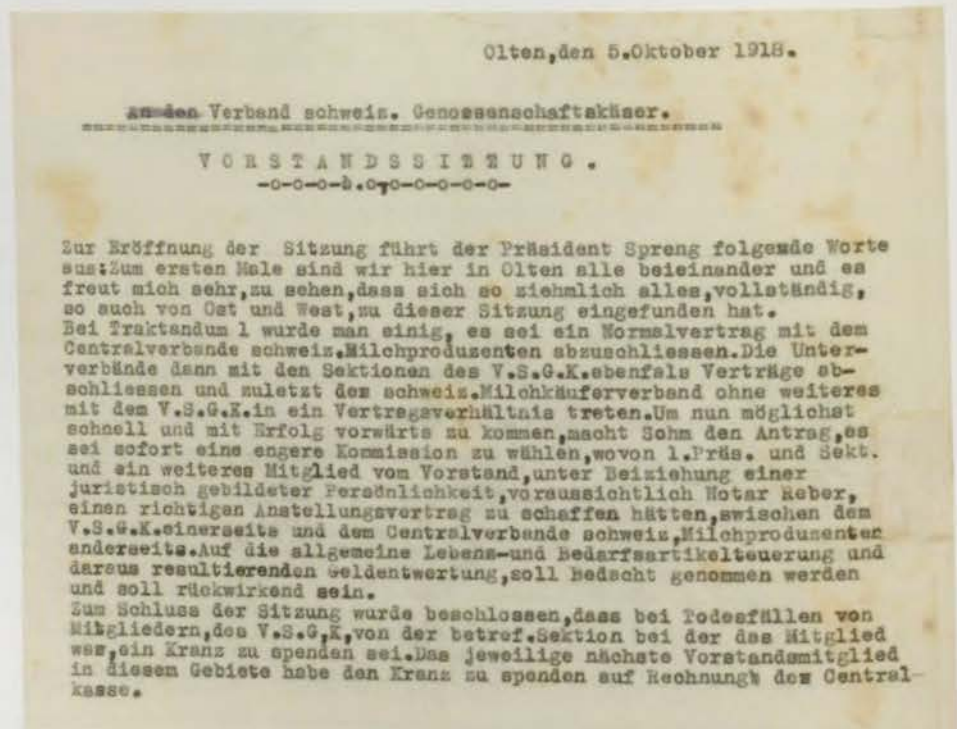 Olten,den 5.Oktober 1918.
An den Verband schweiz. Genossenschaftskäser.
==================================================
VORSTANDSSITZUNG.
Zur Eröffnung der Sitzung führt der Präsident Spreng folgende Worte
aus:Zum ersten Male sind wir hier in Olten alle beieinander und es
freut mich sehr,zu sehen,dass sich so ziehmlich alles,vollständig,
so auch von Ost und West,zu dieser Sitzung eingefunden hat.
Bei Traktandum 1 wurde man einig, es sei ein Normalvertrag mit dem
Centralverbande schweiz.Milchproduzenten abzuschliessen.Die Unter-
verbände dann mit den Sektionen des V.S.G.K.ebenfals Verträge ab-
schliessen und zuletzt dem schweiz.Milchkäuferverband ohne weiteres
mit dem V.S.G.K.in ein Vertragsverhältnis treten.Um nun möglichst
schnell und mit Erfolg vorwärts zu kommen,macht Sohm den Antrag,es
sei sofort eine engere Kommission zu wählen,wovon 1.Präs. und Sekt.
und ein weiteres Mitglied vom Vorstand,unter Beiziehung einer
juristisch gebildeter Persönlichkeit,voraussichtlich Notar Reber,
einen richtigen Anstellungsvertrag zu schaffen hätten,zwischen dem
V.S.G.K.einerseits und dem Centralverbande schweiz,Milchproduzenten
anderseits.Auf die allgemeine Lebens-und Bedarfsartikelteuerung und
daraus resultierenden Geldentwertung,soll Bedacht genommen werden
und soll rückwirkend sein.
Zum Schluss der Sitzung wurde beschlossen,dass bei Todesfällen von
Mitgliedern,des V.S.G,K,von der betref.Sektion bei der das Mitglied
war,ein Kranz zu spenden sei.Das jeweilige nächste Vorstandsmitglied
in diesem Gebiete habe den Kranz zu spenden auf Rechnung der Central-
kasse.